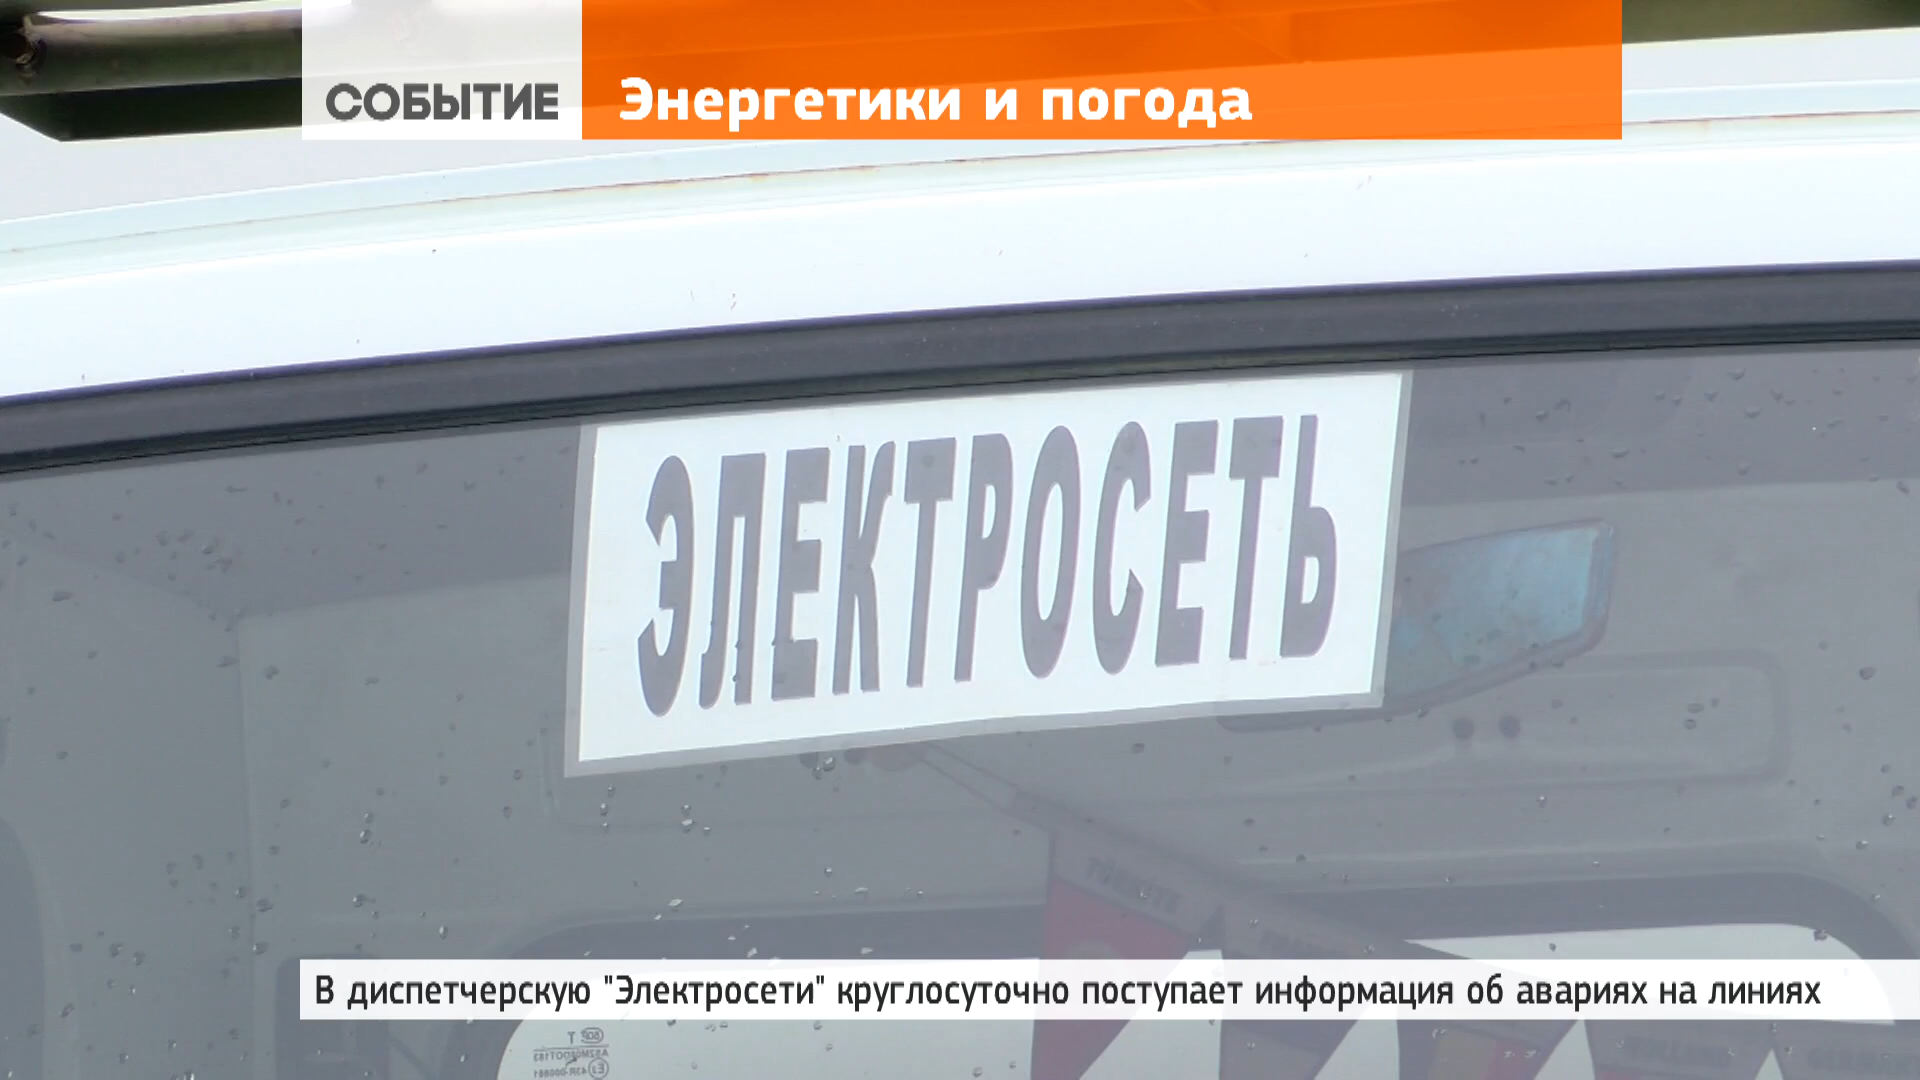 СОБЫТИЕ
Энергетики и погода
ЭЛЕКТРОСЕТЬ
В диспетчерскую "Электросети" круглосуточно поступает информация об авариях на линиях